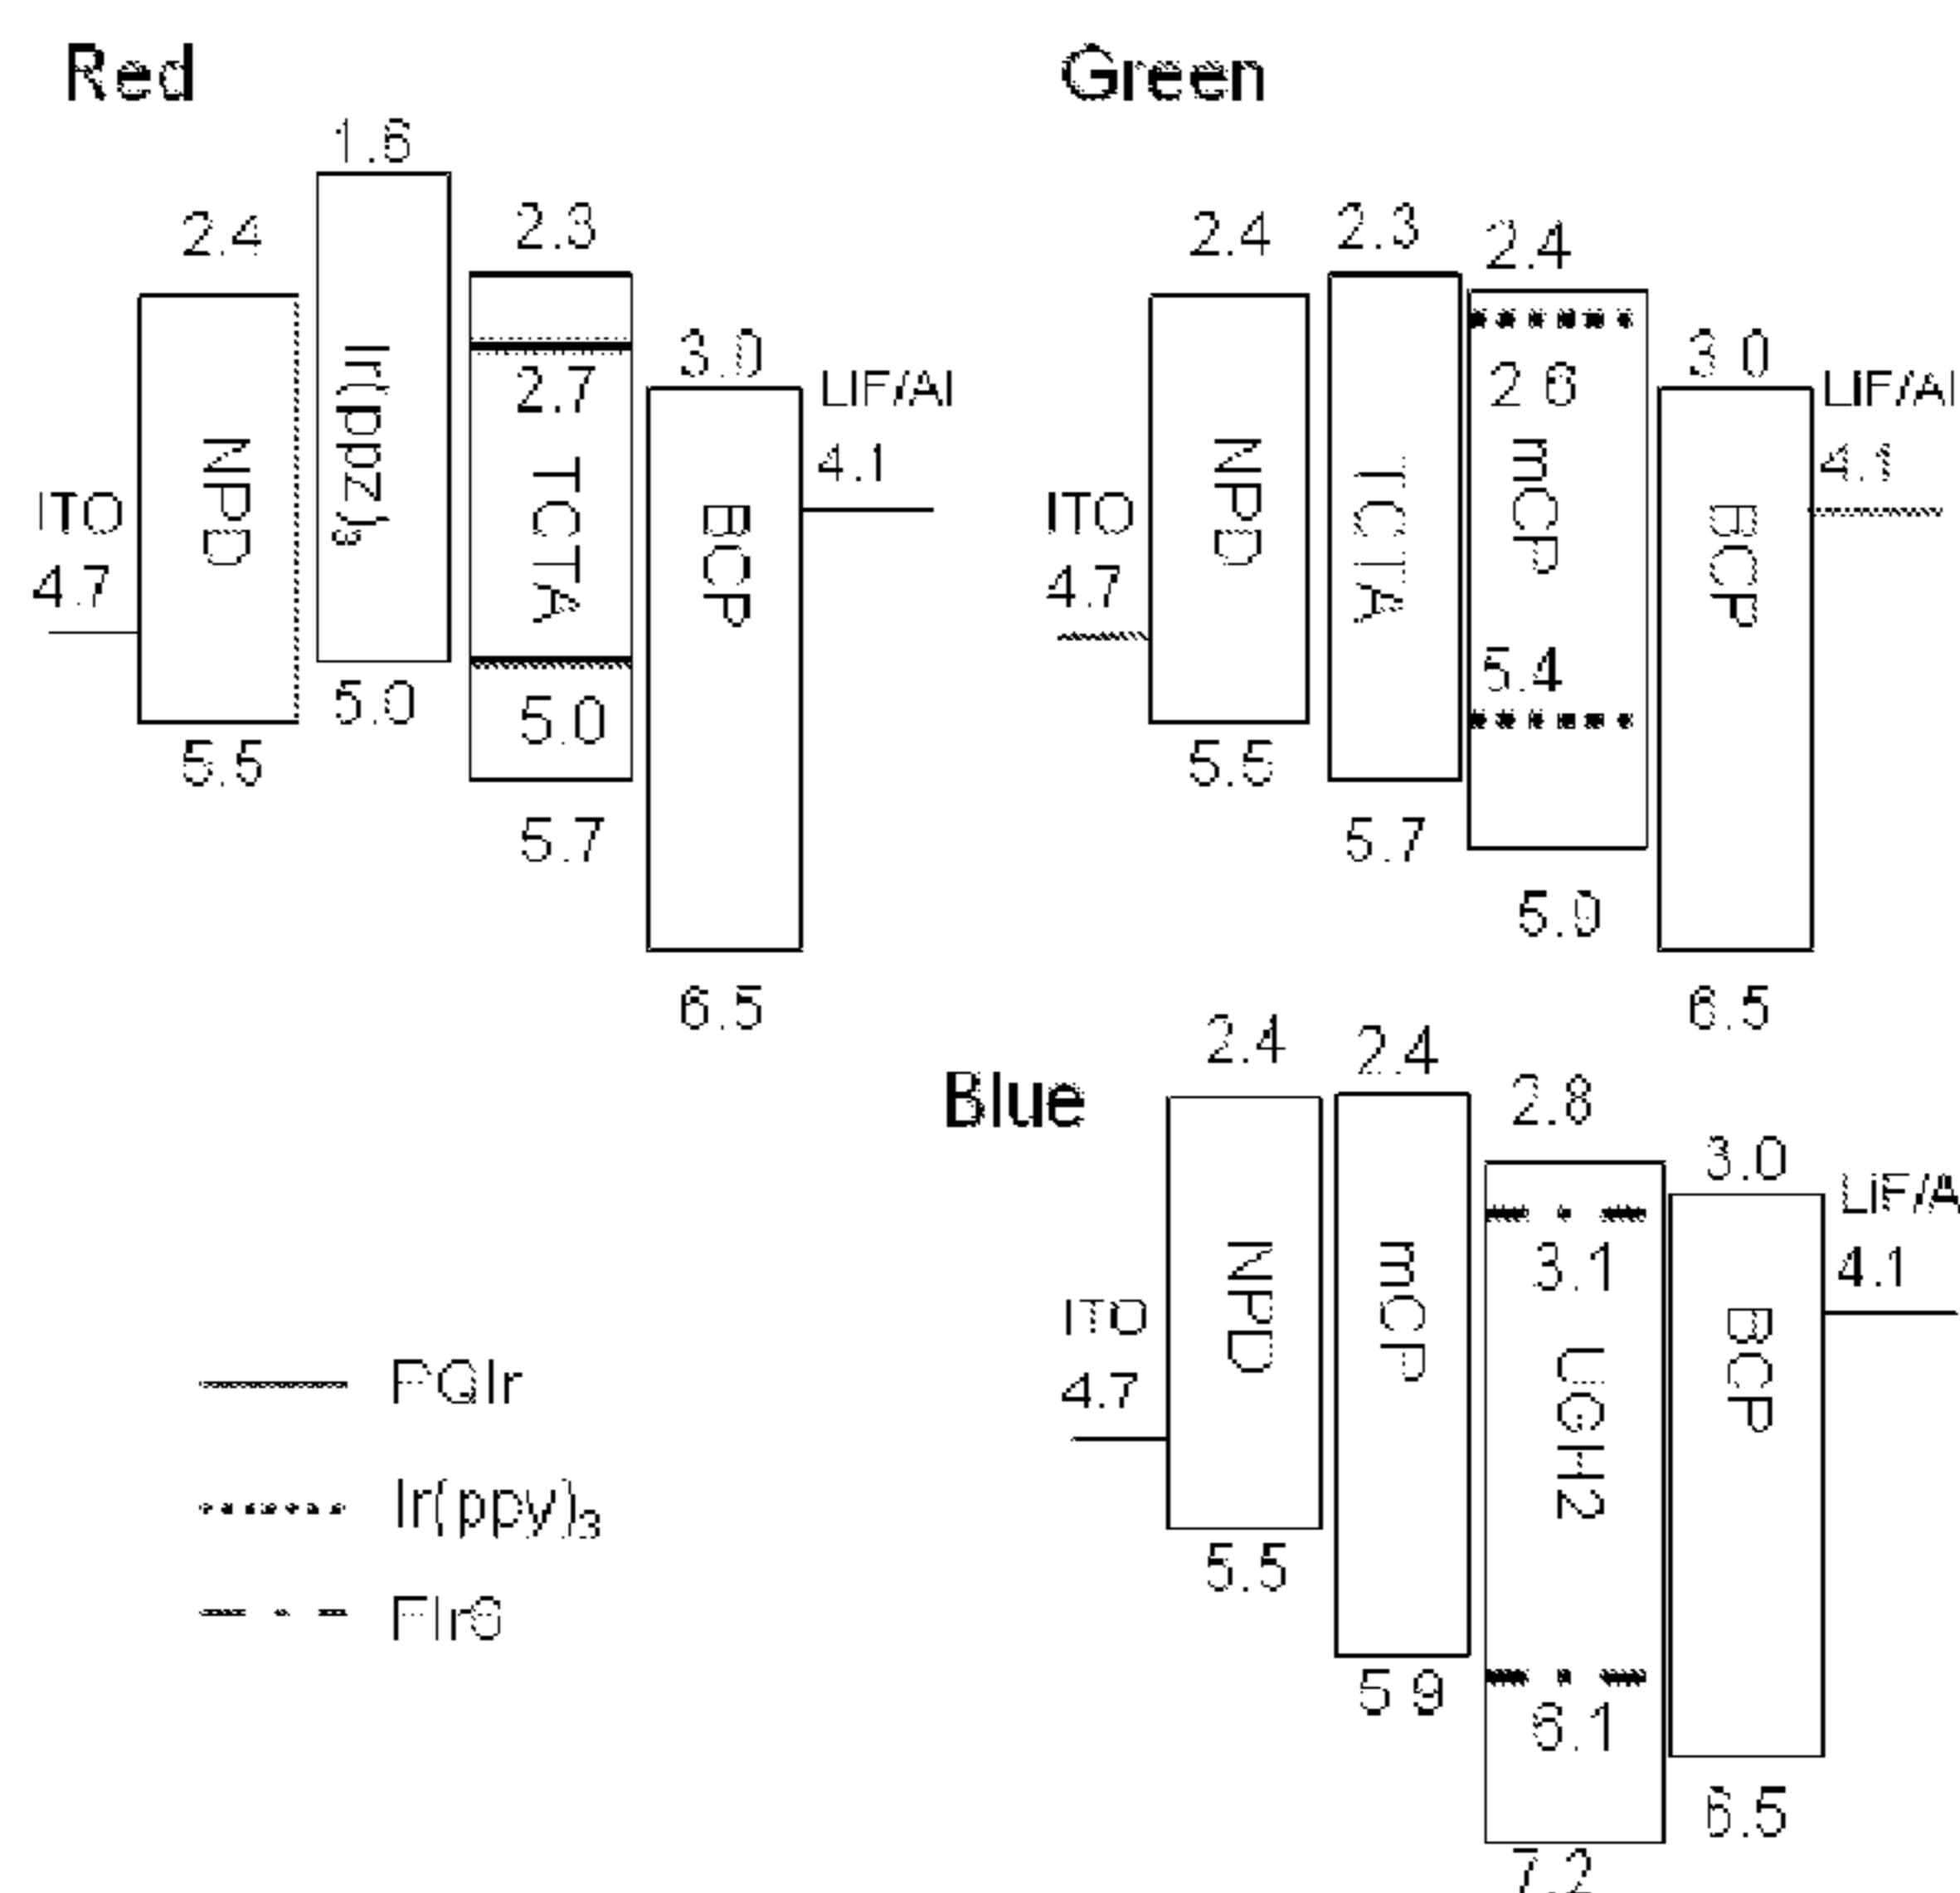 Red
1.6
2.4
2.3
3.0
LIF/Al
4.1
2.7
ITO
4.7
NPD
Ir(ppz)3
TCTA
BCP
5.0
5.0
5.5
5.7
6.5
Green
2.4
2.3
2.4
3.0
LIF/Al
4.1
2.6
ITO
4.7
NPD
TCTA
mCP
BCP
5.4
5.5
5.7
5.9
6.5
Blue
2.4
2.4
2.8
3.0
LIF/A
4.1
3.1
ITO
4.7
NPD
mCP
UGH2
BCP
5.5
5.9
6.1
6.5
7.2
PQIr
Ir(ppy)3
FIr6